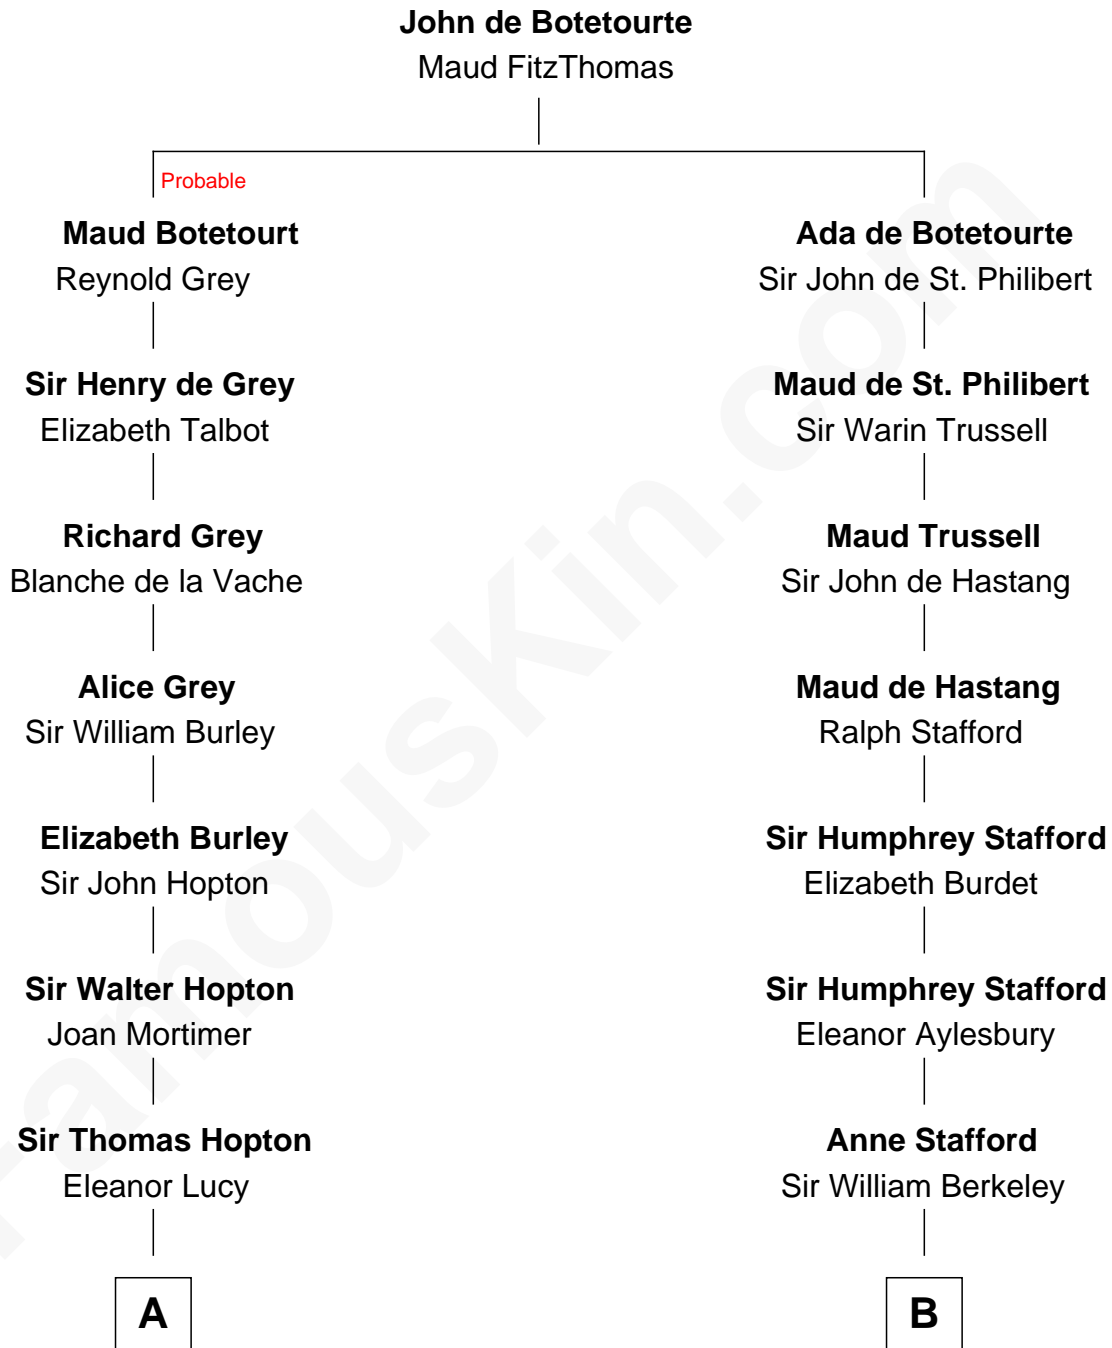 John de Botetourte
Maud FitzThomas
Probable
Maud Botetourt
Reynold Grey
Ada de Botetourte
Sir John de St. Philibert
Sir Henry de Grey
Elizabeth Talbot
Maud de St. Philibert
Sir Warin Trussell
Richard Grey
Blanche de la Vache
Maud Trussell
Sir John de Hastang
Alice Grey
Sir William Burley
Maud de Hastang
Ralph Stafford
Elizabeth Burley
Sir John Hopton
Sir Humphrey Stafford
Elizabeth Burdet
Sir Walter Hopton
Joan Mortimer
Sir Humphrey Stafford
Eleanor Aylesbury
Sir Thomas Hopton
Eleanor Lucy
Anne Stafford
Sir William Berkeley
A
B
FamousKin.com